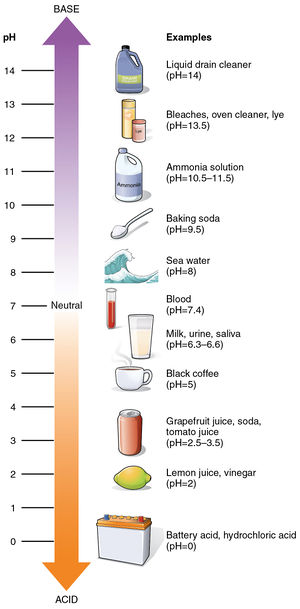 BASE
pH
Examples
14
Liquid drain cleaner
(pH=14)
13
Bleaches, oven cleaner, lye
(pH=13.5)
Lye
12
Ammonia solution
(pH=10.5–11.5)
Ammonia
11
10
Baking soda
(pH=9.5)
9
Sea water
(pH=8)
8
Blood
(pH=7.4)
7
Neutral
Milk, urine, saliva
(pH=6.3–6.6)
6
Black coffee
(pH=5)
5
4
Grapefruit juice, soda,
tomato juice
(pH=2.5–3.5)
3
Lemon juice, vinegar
(pH=2)
2
1
Battery acid, hydrochloric acid
(pH=0)
0
ACID